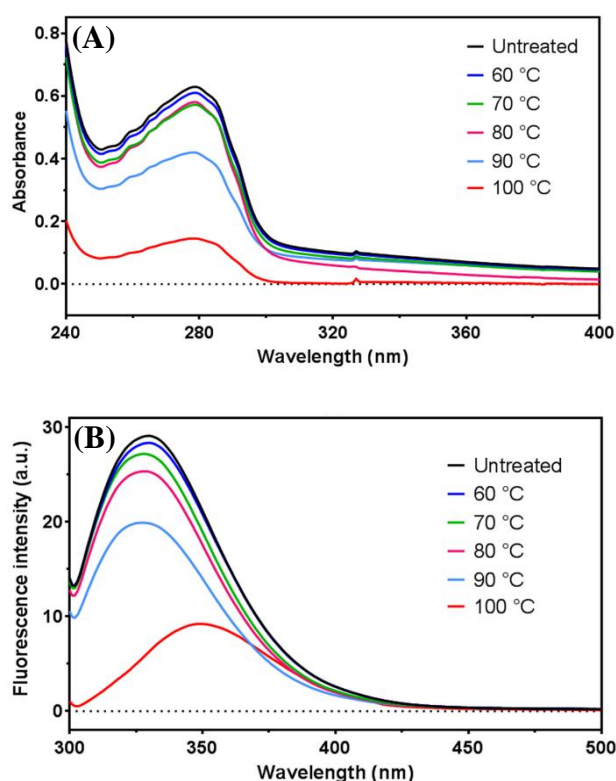 (A)
Absorbance
0.8
0.6
0.4
0.2
0.0
240
280
320
360
400
Wavelength (nm)
Untreated
60 °C
70 °C
80 °C
90 °C
100 °C
(B)
Fluorescence intensity (a.u.)
30
20
10
0
300
350
400
450
500
Wavelength (nm)
Untreated
60 °C
70 °C
80 °C
90 °C
100 °C